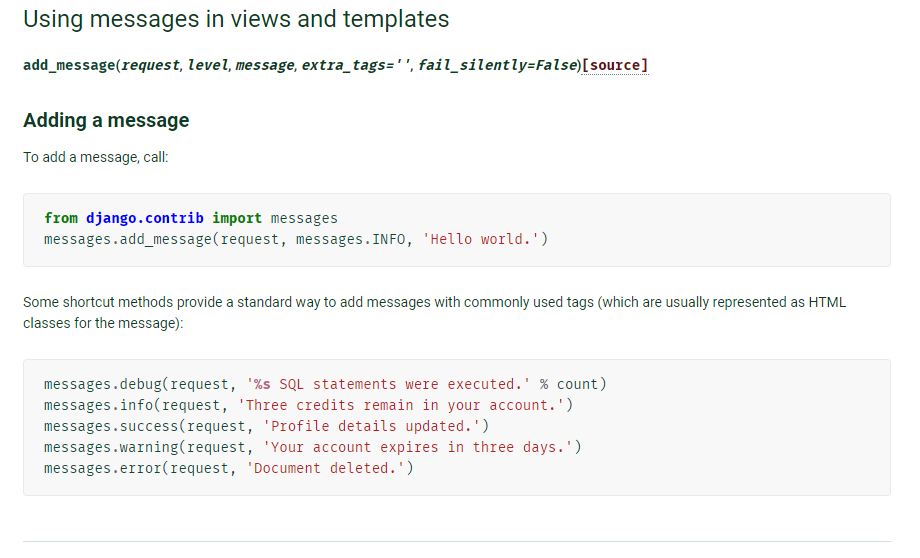 Using messages in views and templates
add_message(request, level, message, extra_tags='', fail_silently=False)[source]
Adding a message
To add a message, call:
from django.contrib import messages
messages.add_message(request, messages.INFO, 'Hello world.')
Some shortcut methods provide a standard way to add messages with commonly used tags (which are usually represented as HTML
classes for the message):
messages.debug(request, '%s SQL statements were executed.' % count)
messages.info(request, 'Three credits remain in your account.')
messages.success(request, 'Profile details updated.')
messages.warning(request, 'Your account expires in three days.')
messages.error(request, 'Document deleted.')